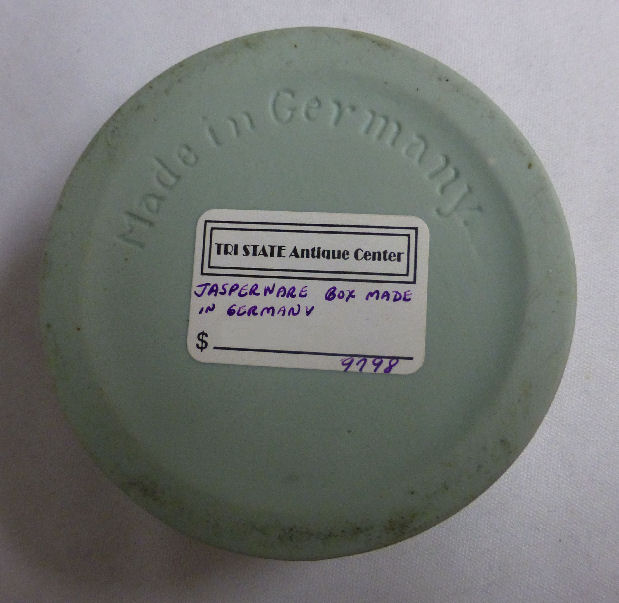 Made in Germany.
TRI STATE Antique Center
JASPERWARE BOX MADE
IN GERMANY
$
9798